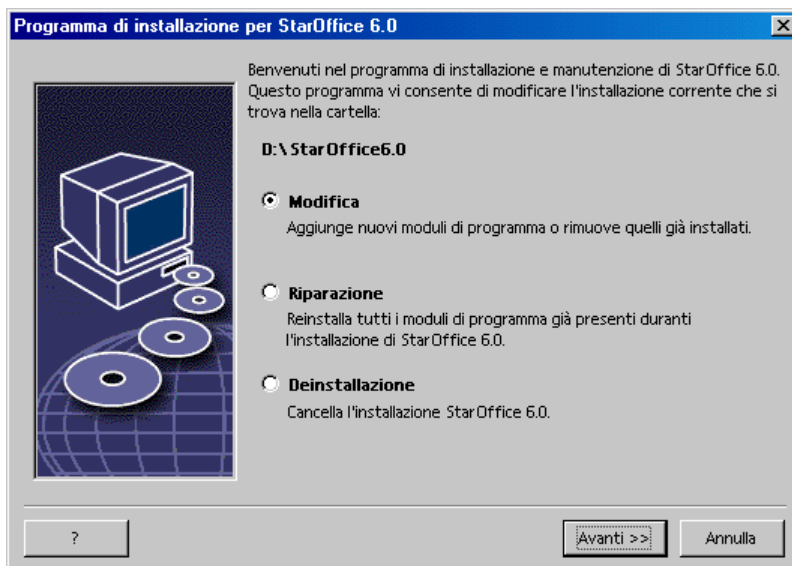 Programma di installazione per StarOffice 6.0
Benvenuti nel programma di installazione e manutenzione di StarOffice 6.0.
Questo programma vi consente di modificare l'installazione corrente che si
trova nella cartella:
D:\StarOffice6.0
Modifica
Aggiunge nuovi moduli di programma o rimuove quelli già installati.
Riparazione
Reinstalla tutti i moduli di programma già presenti duranti
l'installazione di StarOffice 6.0.
Deinstallazione
Cancella l'installazione StarOffice 6.0.
?
Avanti >>
Annulla